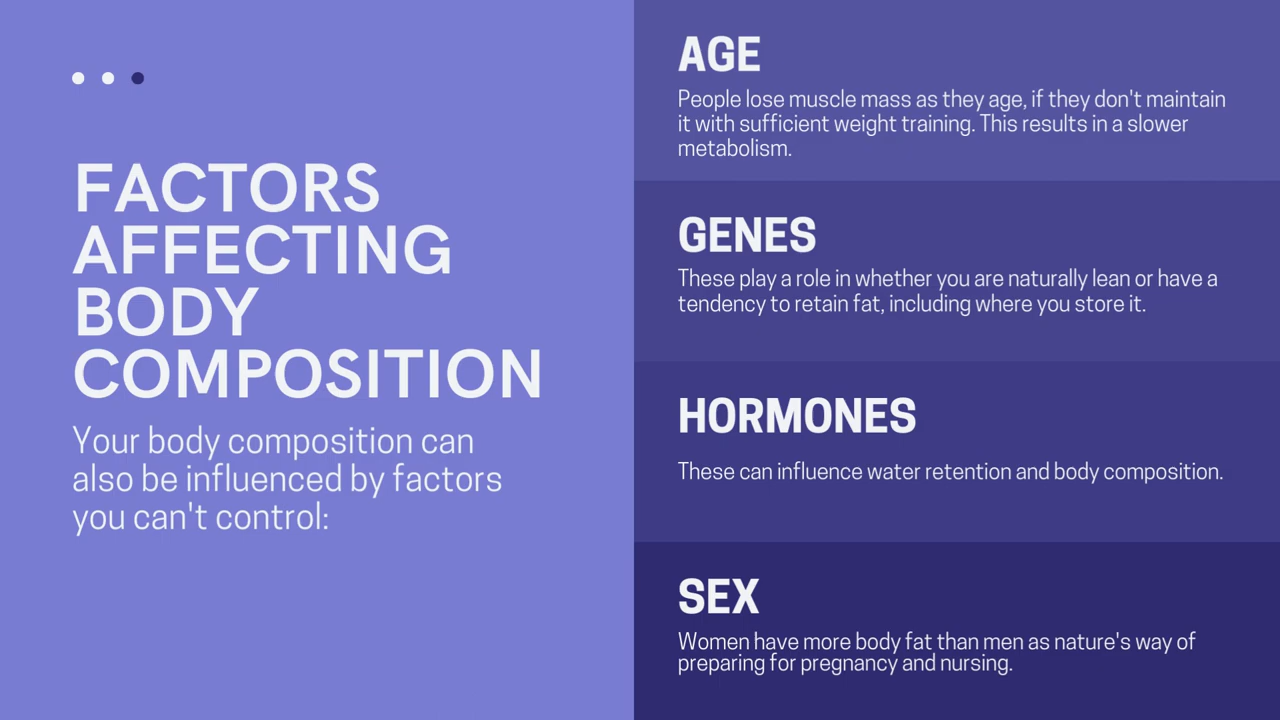 FACTORS
AFFECTING
BODY
COMPOSITION
Your body composition can
also be influenced by factors
you can't control:
AGE
People lose muscle mass as they age, if they don't maintain
it with sufficient weight training. This results in a slower
metabolism.
GENES
These play a role in whether you are naturally lean or have a
tendency to retain fat, including where you store it.
HORMONES
These can influence water retention and body composition.
SEX
Women have more body fat than men as nature's way of
preparing for pregnancy and nursing.